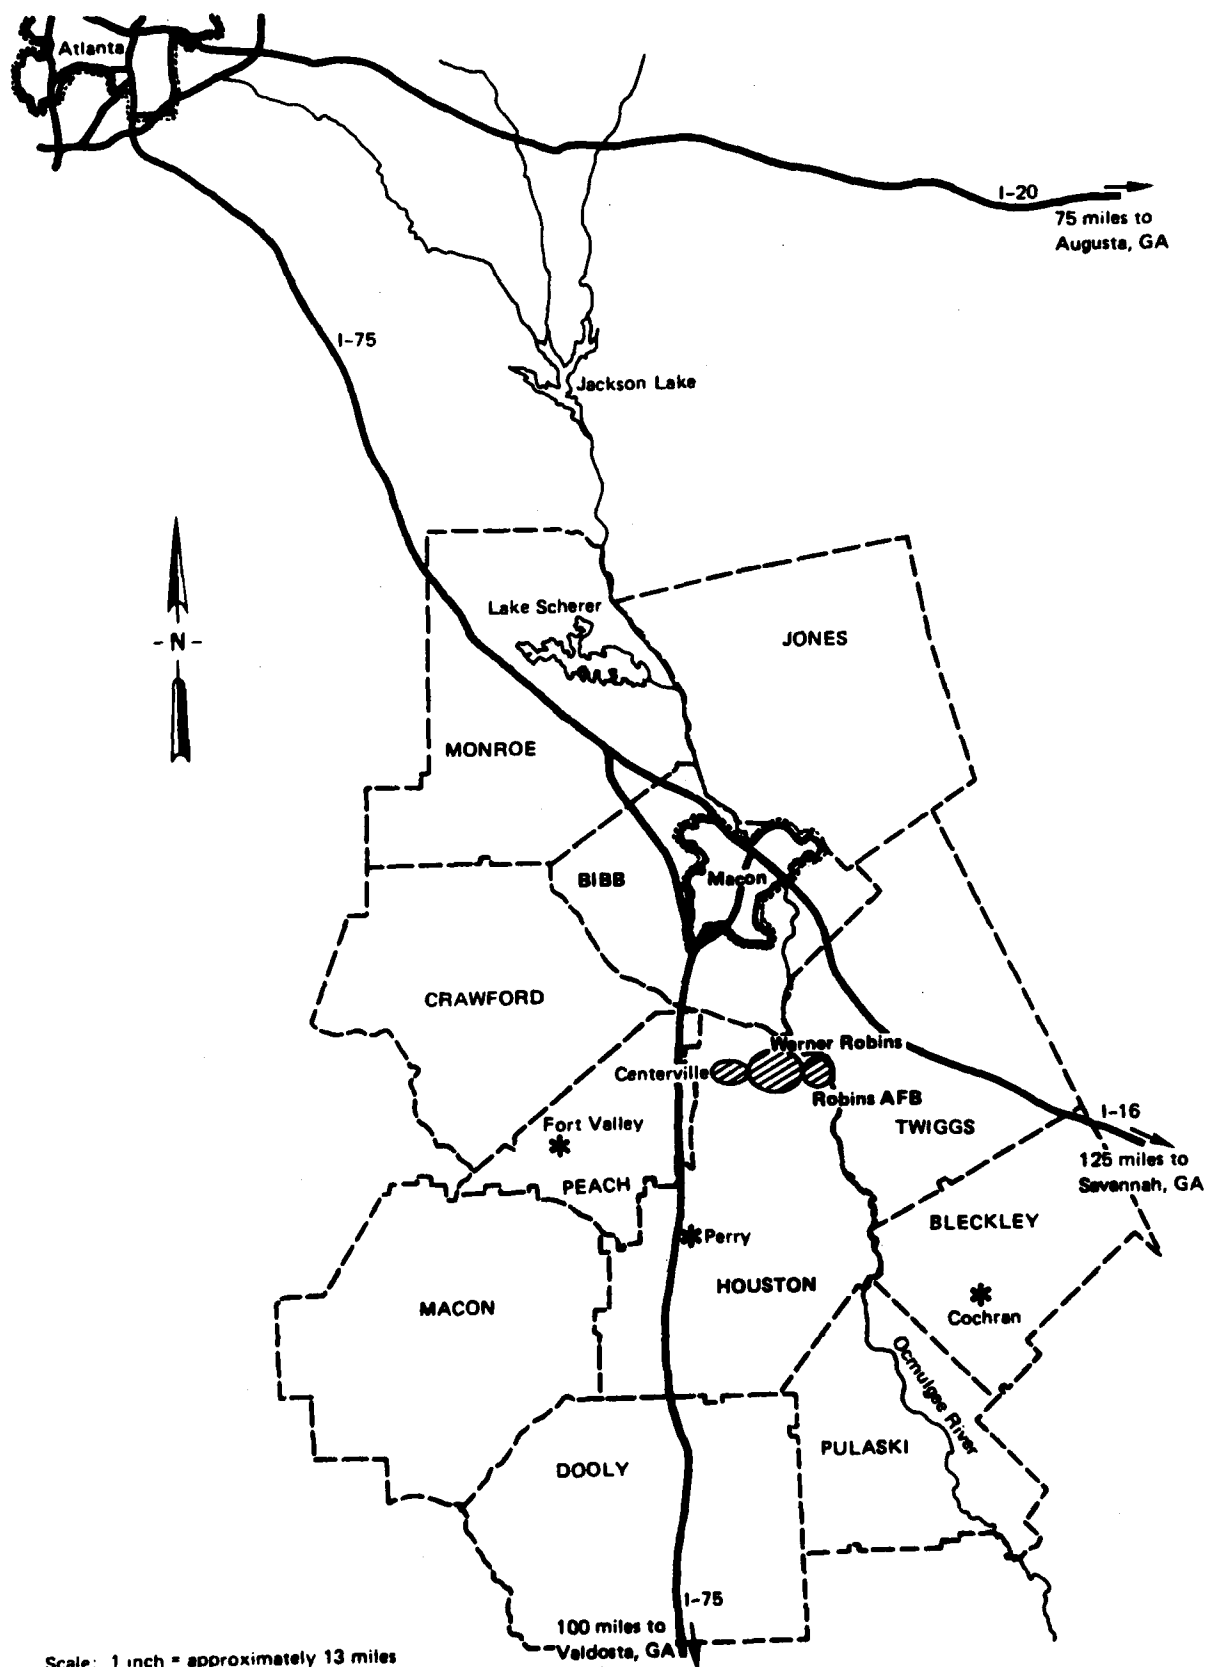 Atlanta
I-20
75 miles to
Augusta, GA
I-75
Jackson Lake
Lake Scherer
JONES
- N -
MONROE
BIBB
Macon
CRAWFORD
Warner Robins
Centerville
Robins AFB
I-16
Fort Valley
TWIGGS
125 miles to
Savannah, GA
PEACH
BLECKLEY
Perry
HOUSTON
MACON
Cochran
Ocmulgee River
PULASKI
DOOLY
I-75
100 miles to
Valdosta, GA
Scale: 1 inch = approximately 13 miles